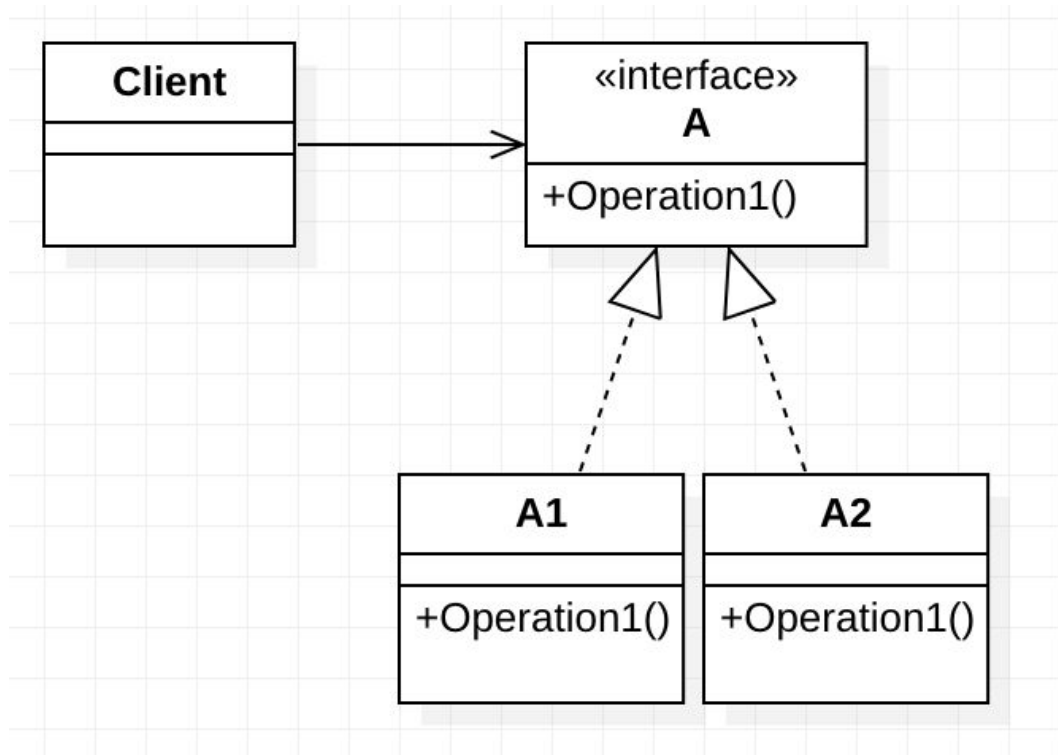 Client
«interface»
A
+Operation1()
A1
+Operation1()
A2
+Operation1()